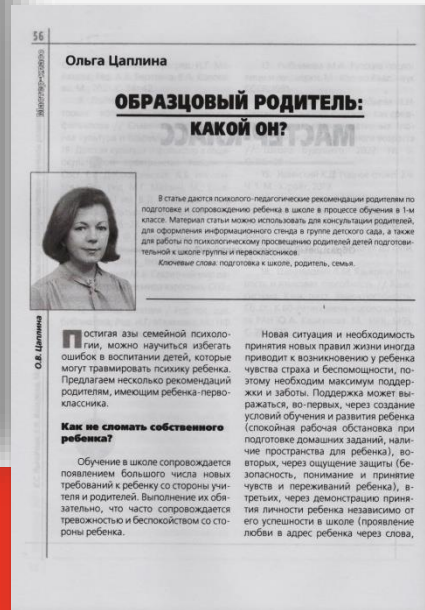 56
Мастер-класс
Ольга Цаплина
ОБРАЗЦОВЫЙ РОДИТЕЛЬ:
КАКОЙ ОН?
В статье даются психолого-педагогические рекомендации родителям по
подготовке и сопровождению ребенка в школе в процессе обучения в 1-м
классе. Материал статьи можно использовать для консультации родителей,
для оформления информационного стенда в группе детского сада, а также
для работы по психологическому просвещению родителей детей подготови-
тельной к школе группы и первоклассников.
Ключевые слова: подготовка к школе, родитель, семья.
О.В. Цаплина
Постигая азы семейной психоло-
гии, можно научиться избегать
ошибок в воспитании детей, которые
могут травмировать психику ребенка.
Предлагаем несколько рекомендаций
родителям, имеющим ребенка-перво-
классника.
Как не сломать собственного
ребенка?
Обучение в школе сопровождается
появлением большого числа новых
требований к ребенку со стороны учи-
теля и родителей. Выполнение их обя-
зательно, что часто сопровождается
тревожностью и беспокойством со сто-
роны ребенка.
Новая ситуация и необходимость
принятия новых правил жизни иногда
приводит к возникновению у ребенка
чувства страха и беспомощности, по-
этому необходим максимум поддер-
жки и заботы. Поддержка может вы-
ражаться, во-первых, через создание
условий обучения и развития ребенка
(спокойная рабочая обстановка при
подготовке домашних заданий, нали-
чие пространства для ребенка), во-
вторых, через ощущение защиты (бе-
зопасность, понимание и принятие
чувств и переживаний ребенка), в-
третьих, через демонстрацию приня-
тия личности ребенка независимо от
его успешности в школе (проявление
любви в адрес ребенка через слова,